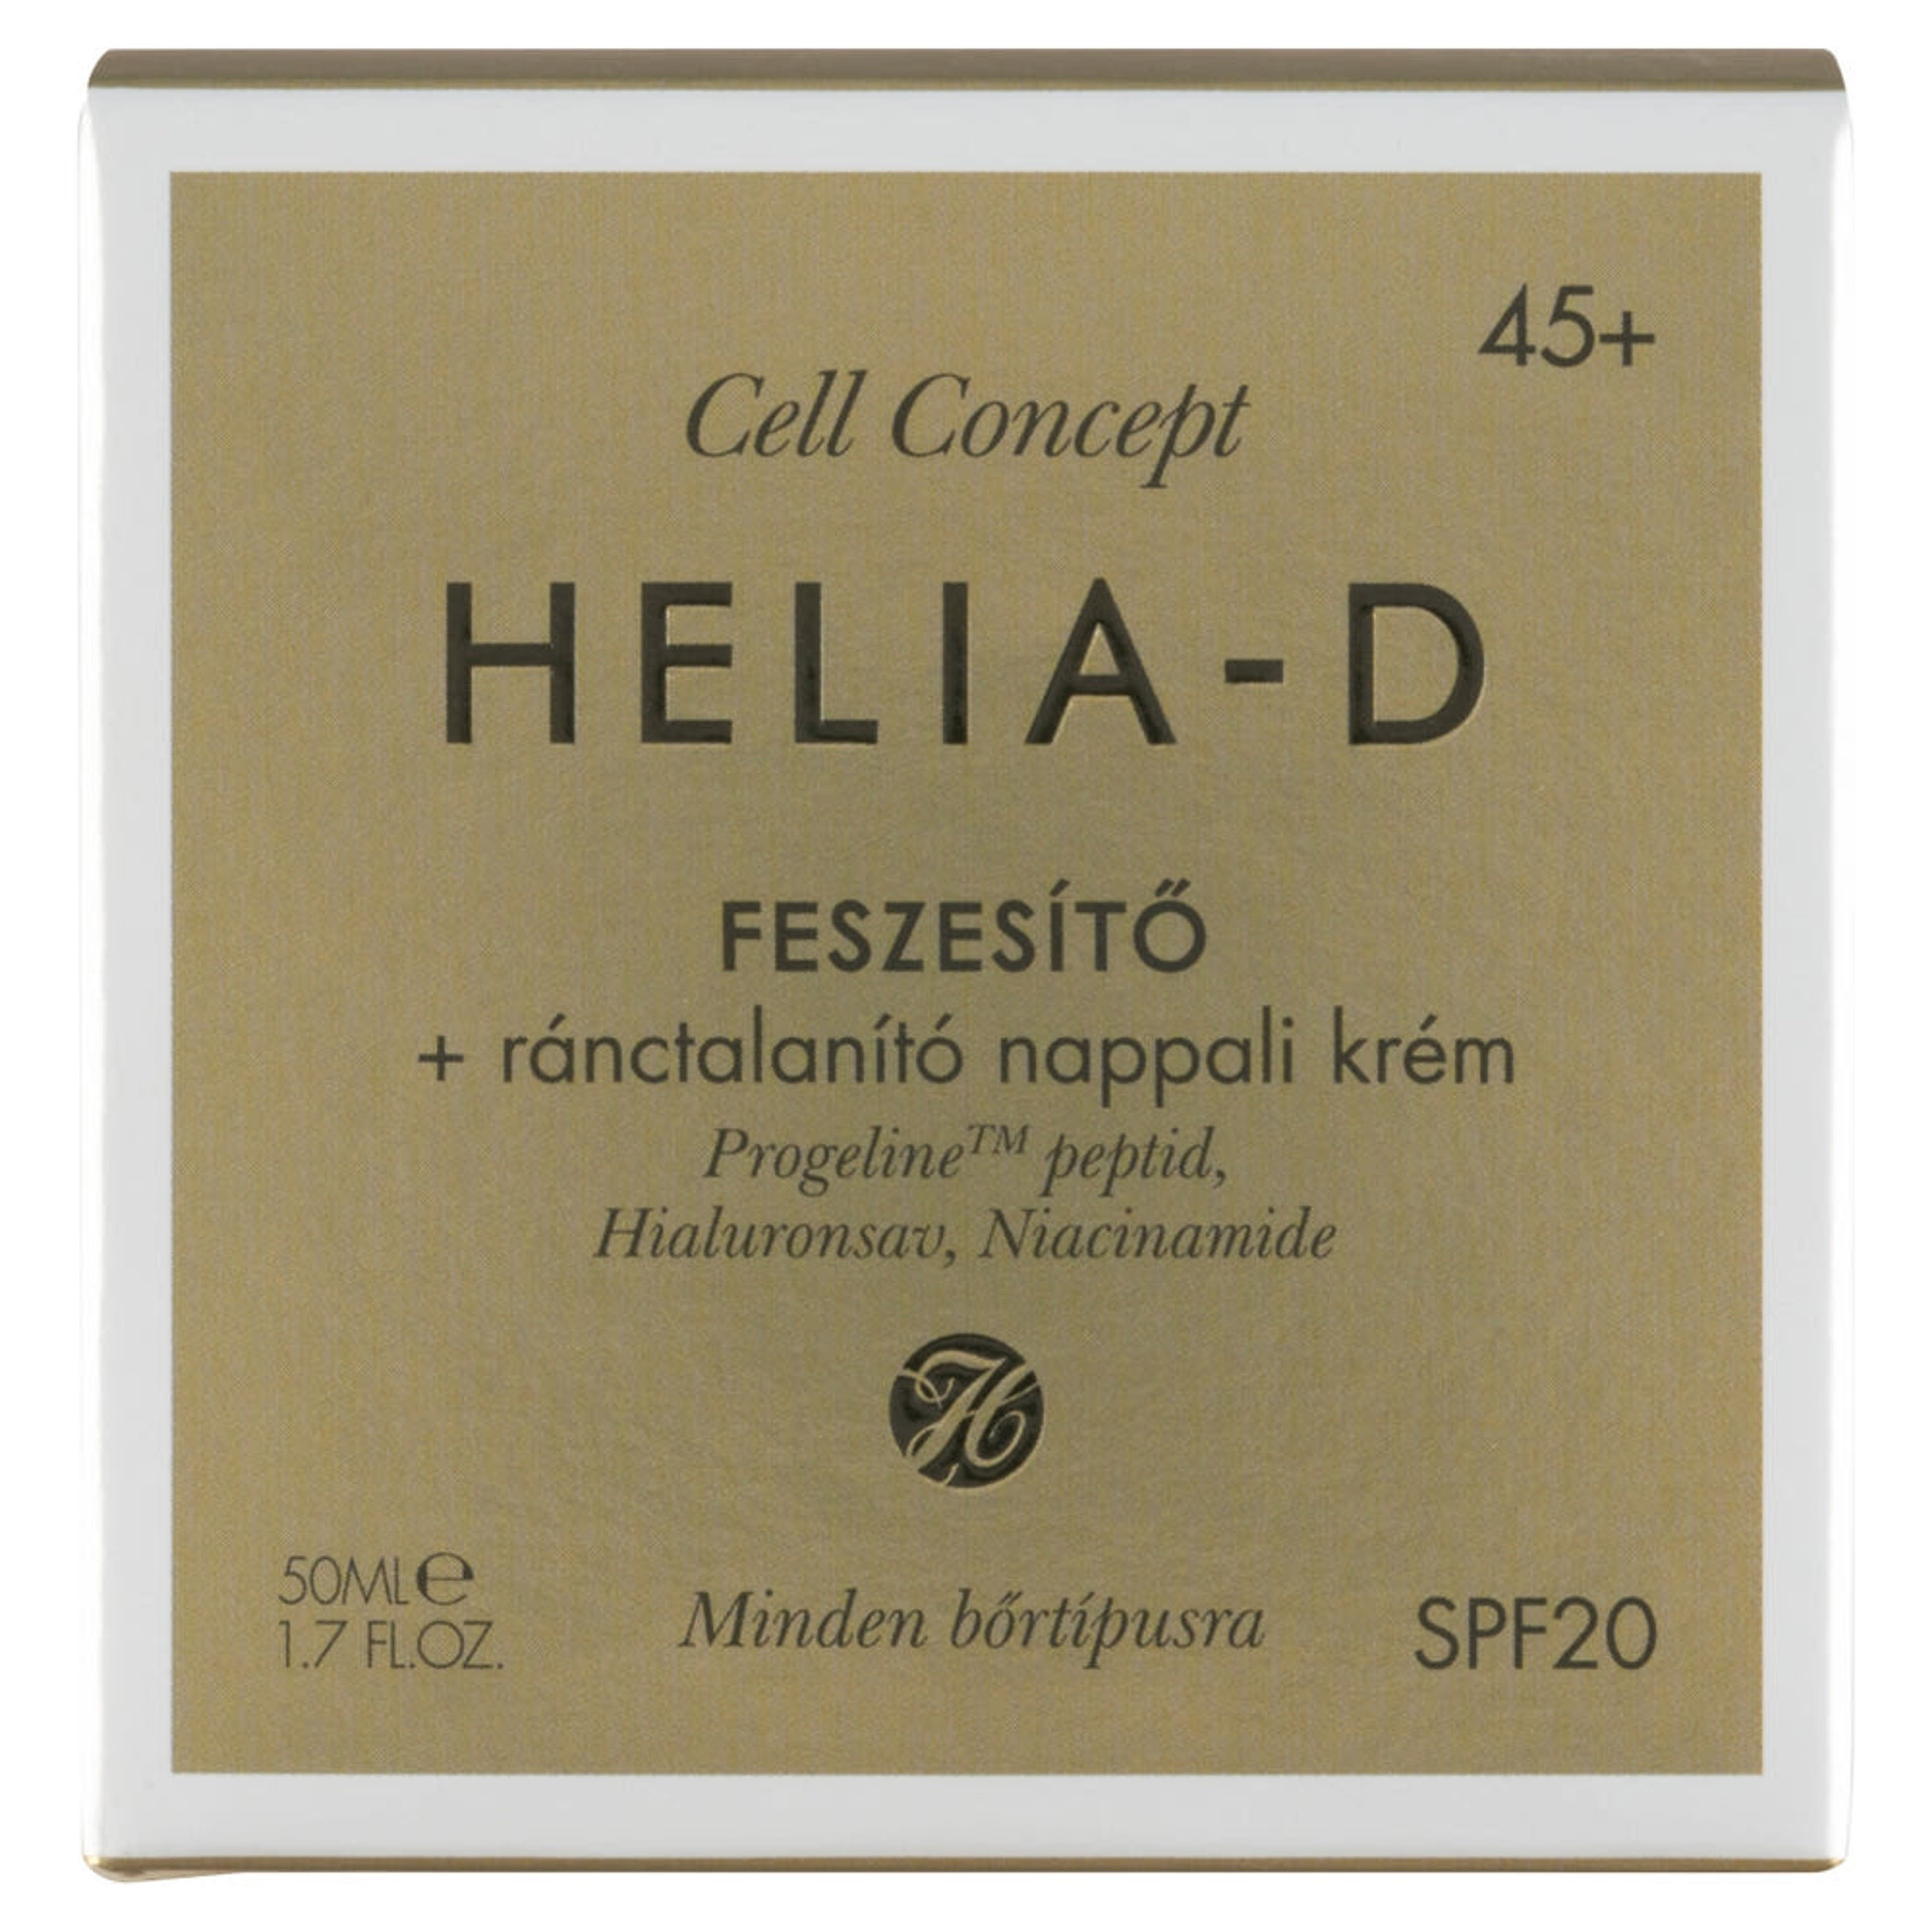 45+
Cell Concept
HELIA-D
FESZESÍTŐ
+ ránctalanító nappali krém
Progeline™ peptid,
Hialuronsav, Niacinamide
H
50ML℮
1.7 FL.OZ.
Minden bőrtípusra
SPF20